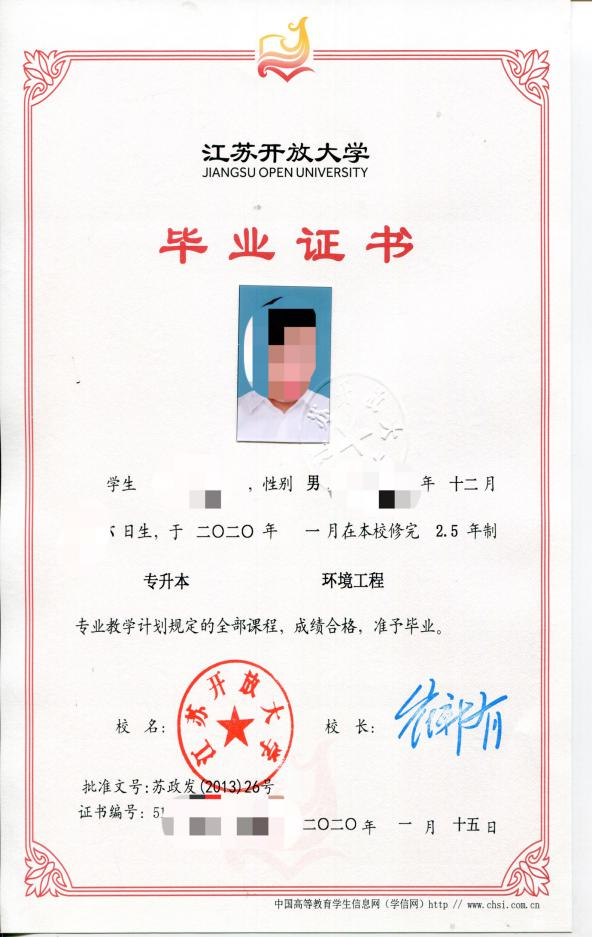 江苏开放大学
JIANGSU OPEN UNIVERSITY
毕业证书
学生 ，性别 男 年 十二月
日生，于 二〇二〇 年 一 月在本校修完 2.5 年制
专升本 环境工程
专业教学计划规定的全部课程，成绩合格，准予毕业。
校 名： 校 长：
江苏开放大学
批准文号：苏政发(2013)26号
证书编号：51
二〇二〇 年 一 月 十五 日
中国高等教育学生信息网（学信网）http // www.chsi.com.cn